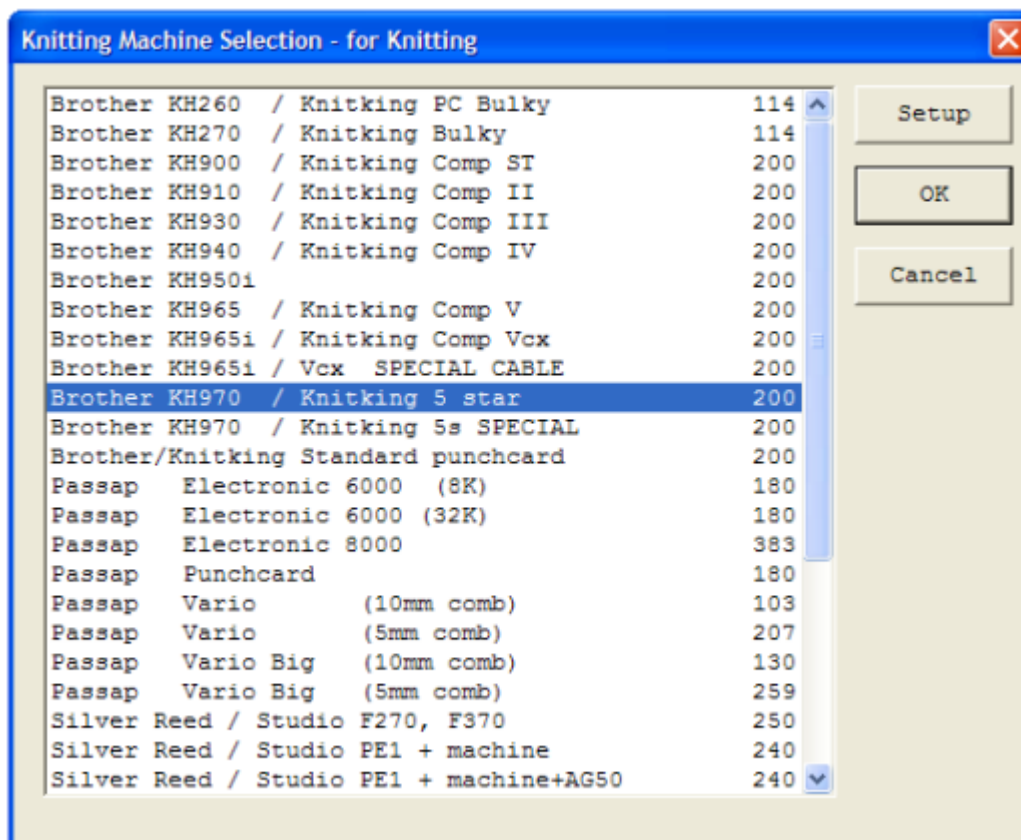 Knitting Machine Selection - for Knitting
Brother KH260 / Knitking PC Bulky 114
Brother KH270 / Knitking Bulky 114
Brother KH900 / Knitking Comp ST 200
Brother KH910 / Knitking Comp II 200
Brother KH930 / Knitking Comp III 200
Brother KH940 / Knitking Comp IV 200
Brother KH950i 200
Brother KH965 / Knitking Comp V 200
Brother KH965i / Knitking Comp Vcx 200
Brother KH965i / Vcx SPECIAL CABLE 200
Brother KH970 / Knitking 5 star 200
Brother KH970 / Knitking 5s SPECIAL 200
Brother/Knitking Standard punchcard 200
Passap Electronic 6000 (8K) 180
Passap Electronic 6000 (32K) 180
Passap Electronic 8000 383
Passap Punchcard 180
Passap Vario (10mm comb) 103
Passap Vario (5mm comb) 207
Passap Vario Big (10mm comb) 130
Passap Vario Big (5mm comb) 259
Silver Reed / Studio F270, F370 250
Silver Reed / Studio PE1 + machine 240
Silver Reed / Studio PE1 + machine+AG50 240
Setup
OK
Cancel